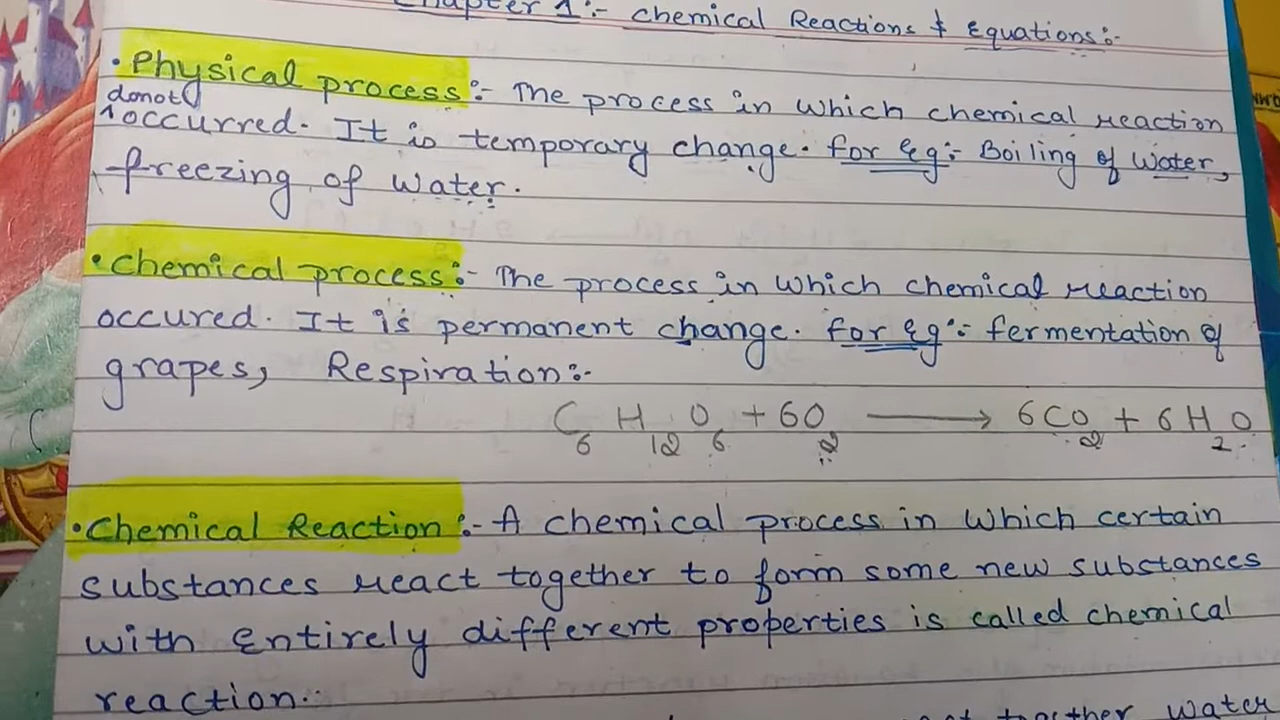 Chapter 1:- Chemical Reactions & Equations:-
• Physical process:- The process in which chemical reaction
donot
occurred. It is temporary change. for eg:- Boiling of Water,
freezing of water.
• Chemical process:- The process in which chemical reaction
occured. It is permanent change. for eg:- fermentation of
grapes, Respiration:-
C₆H₁₂O₆ + 6O₂ ⟶ 6CO₂ + 6H₂O
• Chemical Reaction:- A chemical process in which certain
substances react together to form some new substances
with entirely different properties is called chemical
reaction.
together water